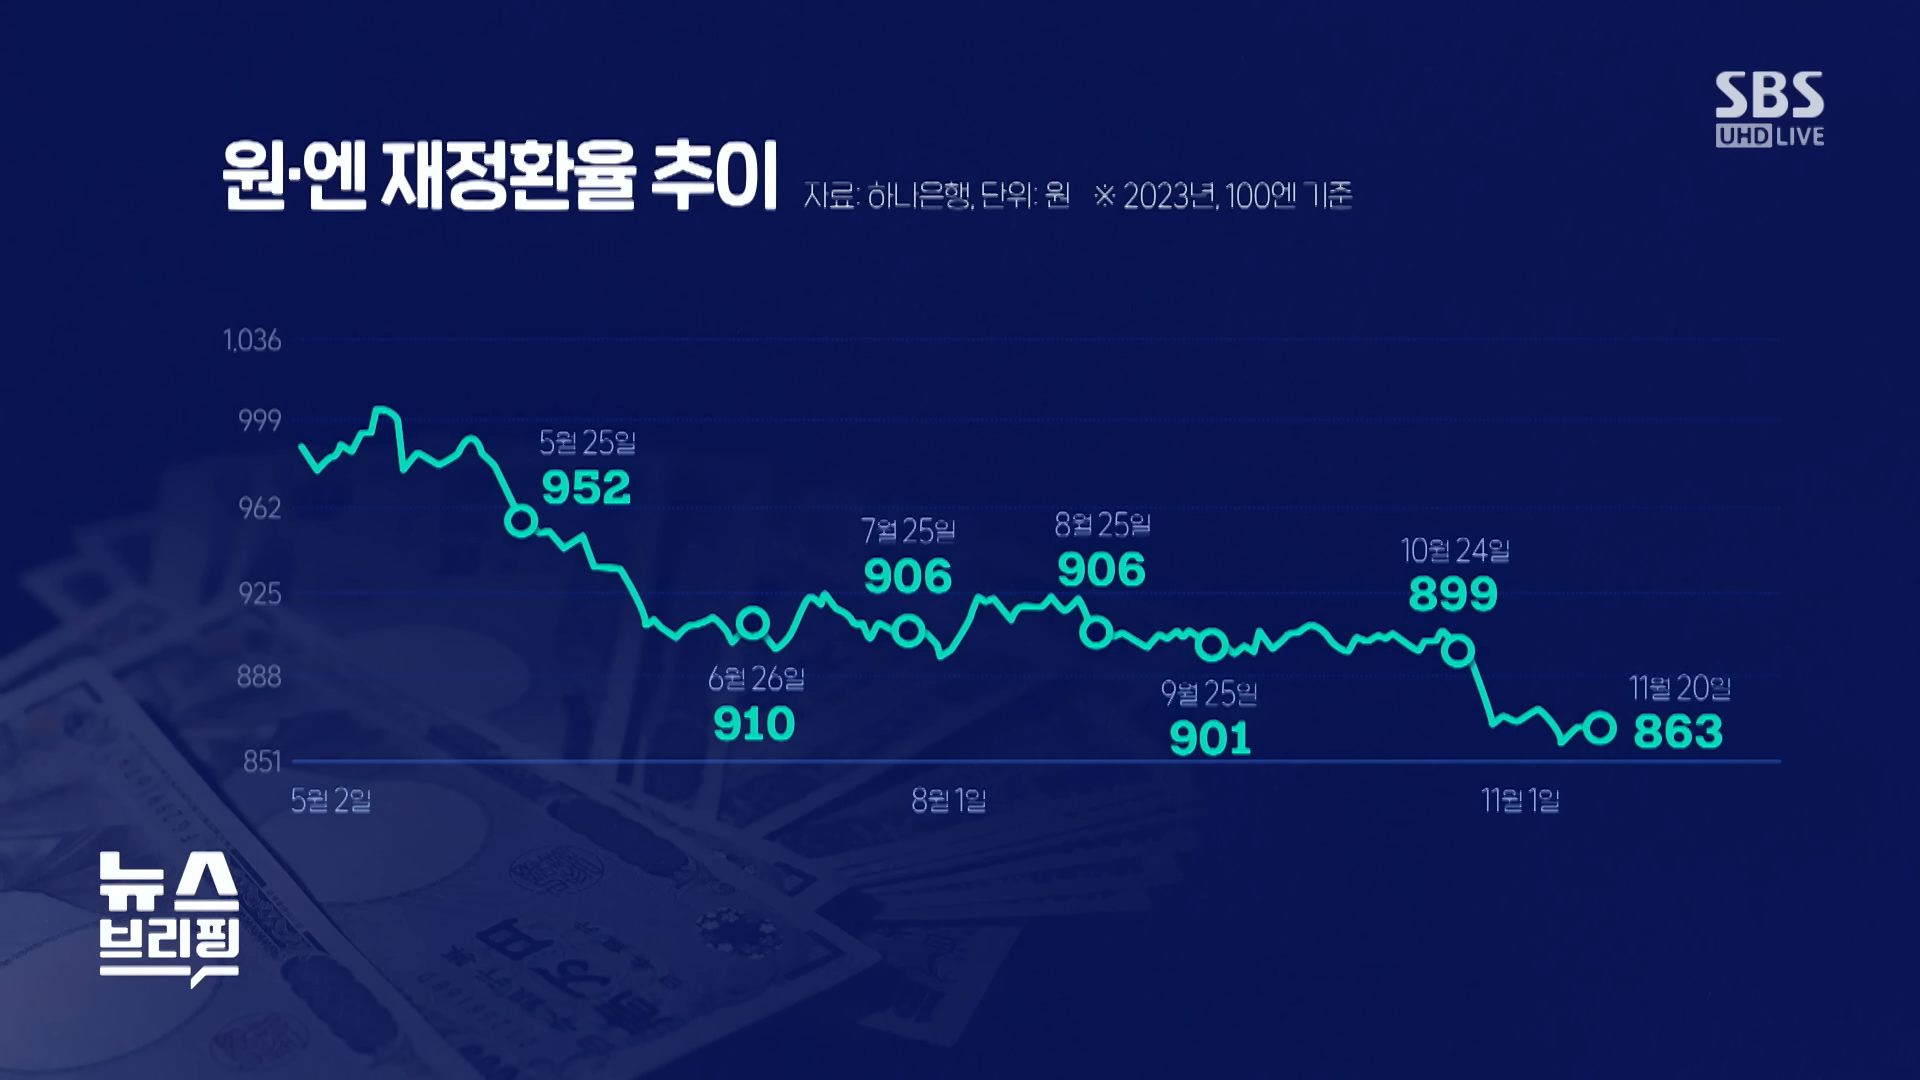 SBS
UHD LIVE
원·엔 재정환율 추이 자료: 하나은행, 단위: 원 ※ 2023년, 100엔 기준
1,036
999
962
925
888
851
5월 25일
952
6월 26일
910
7월 25일
906
8월 25일
906
9월 25일
901
10월 24일
899
11월 20일
863
5월 2일
8월 1일
11월 1일
뉴스
브리핑